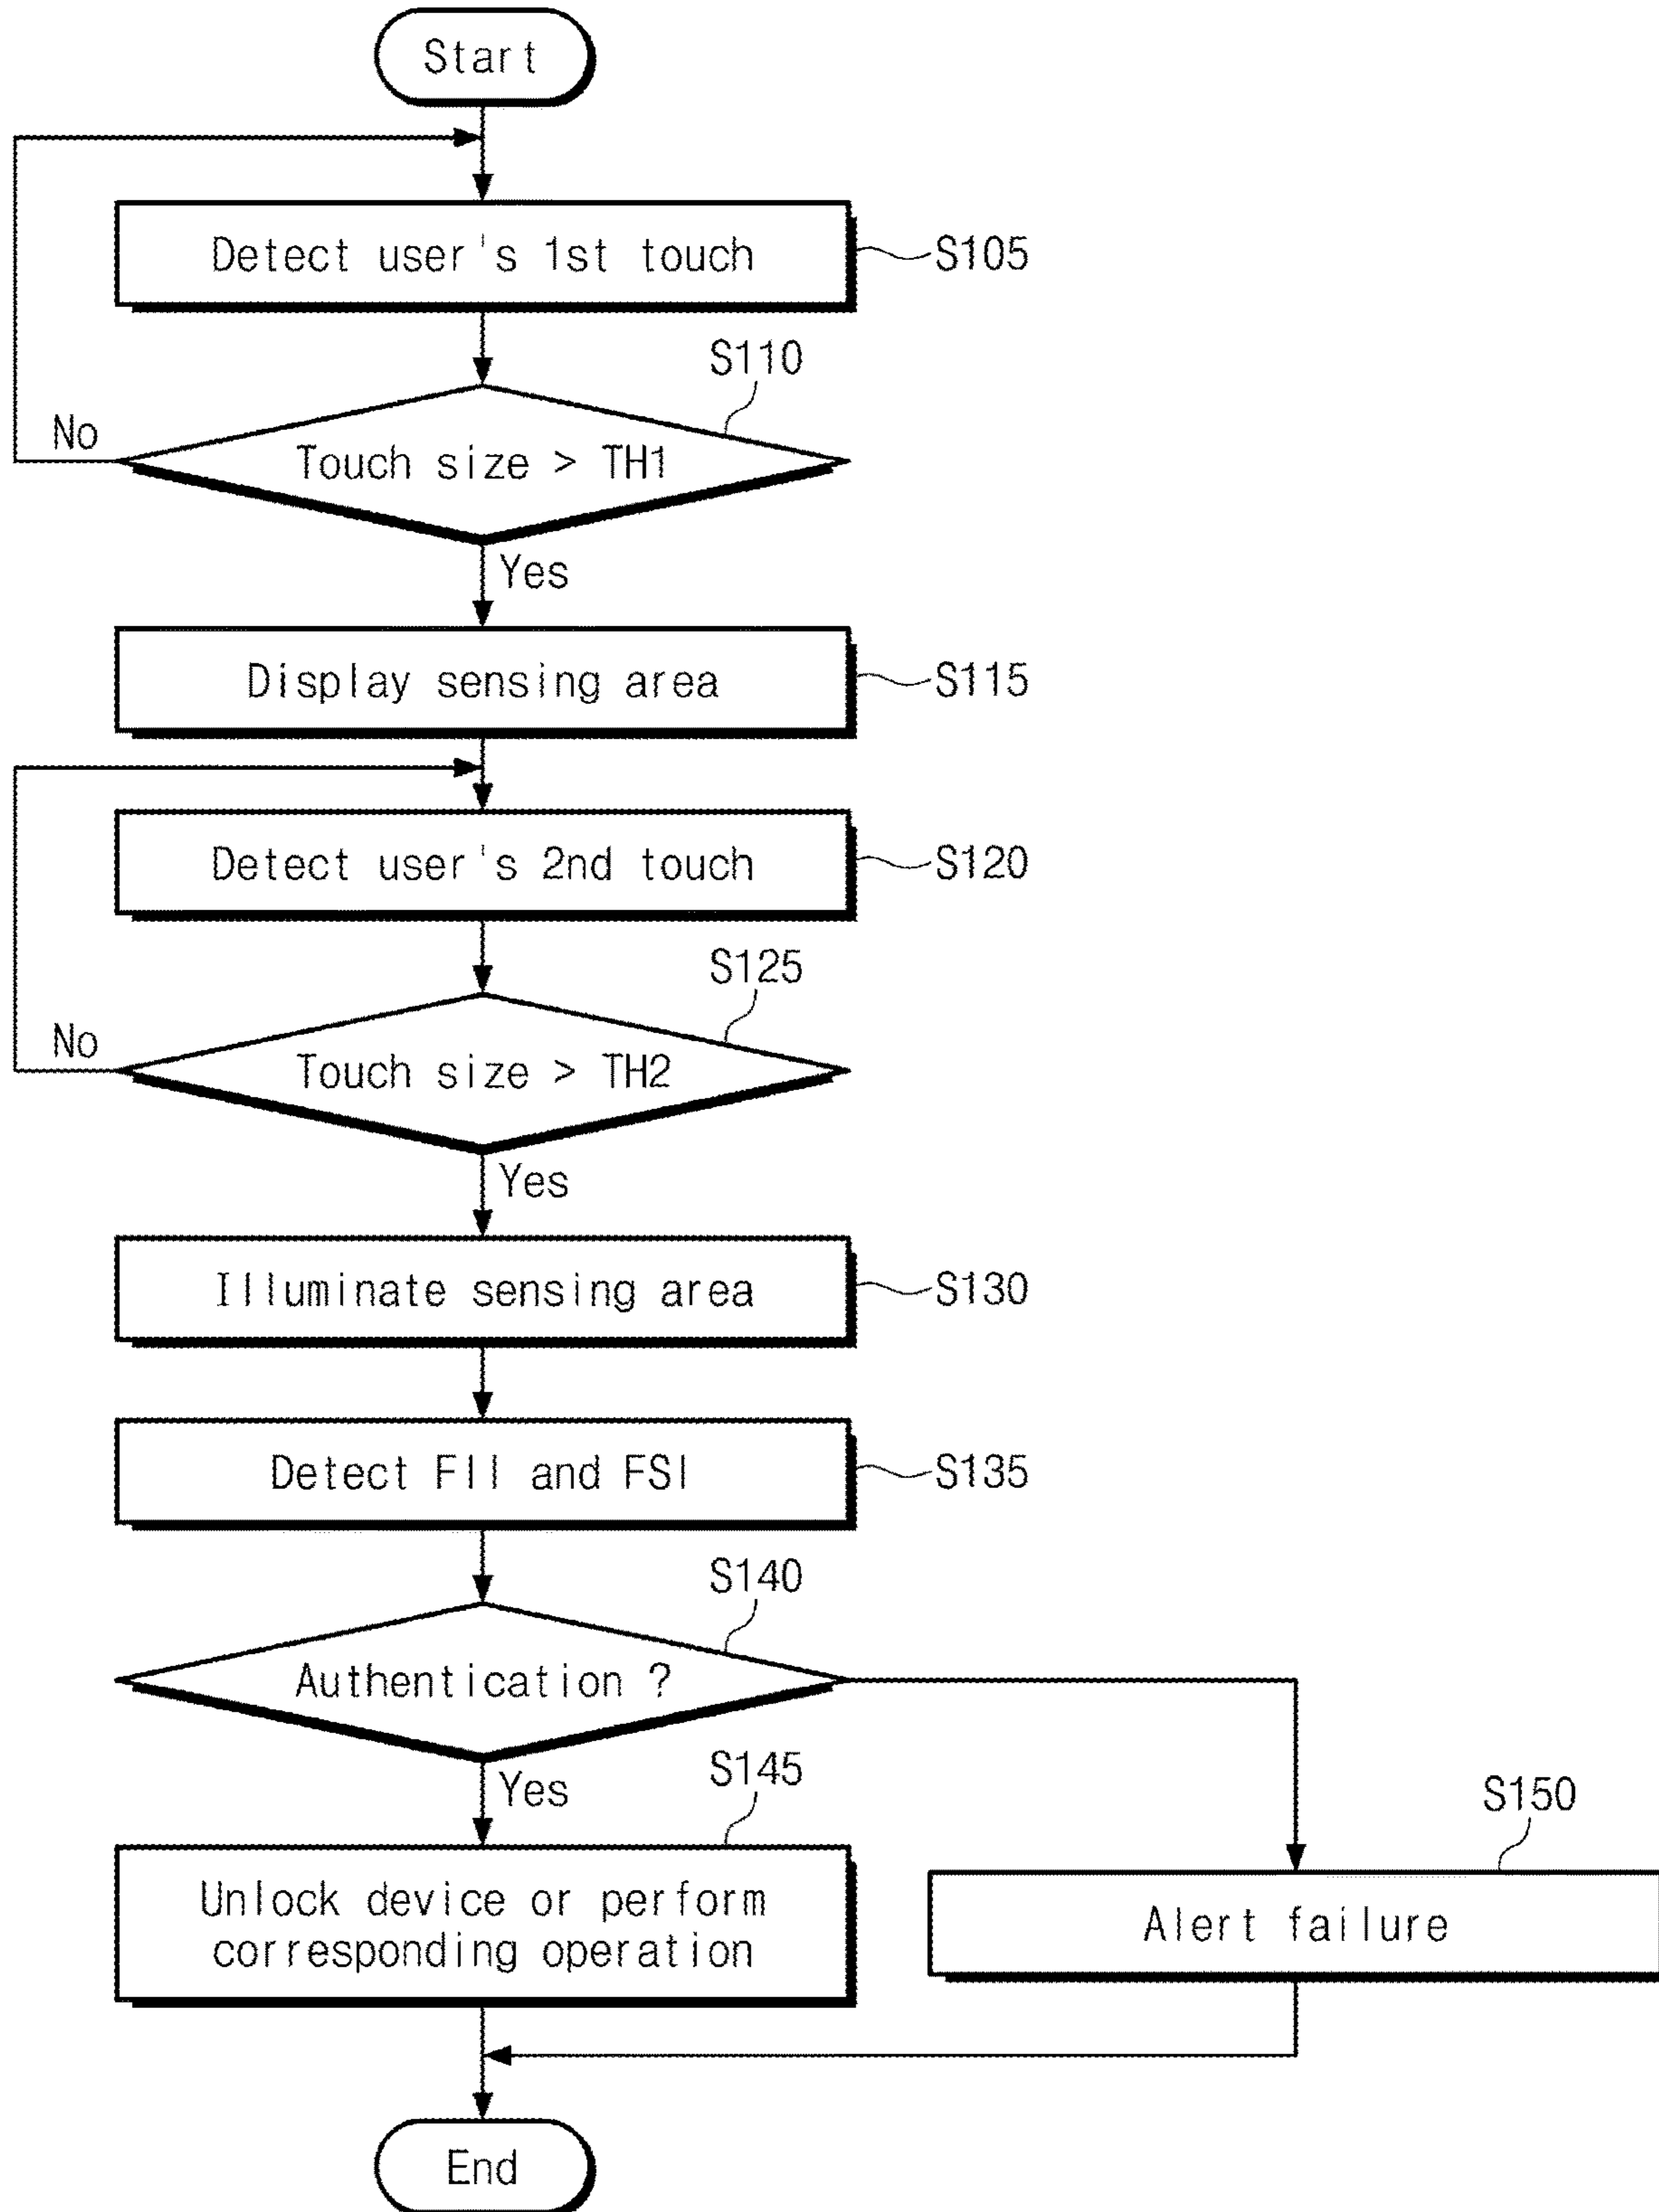 Start
Detect user's 1st touch
S105
S110
No
Touch size > TH1
Yes
Display sensing area
S115
Detect user's 2nd touch
S120
S125
No
Touch size > TH2
Yes
Illuminate sensing area
S130
Detect FII and FSI
S135
S140
Authentication ?
Yes
S145
S150
Unlock device or perform
corresponding operation
Alert failure
End